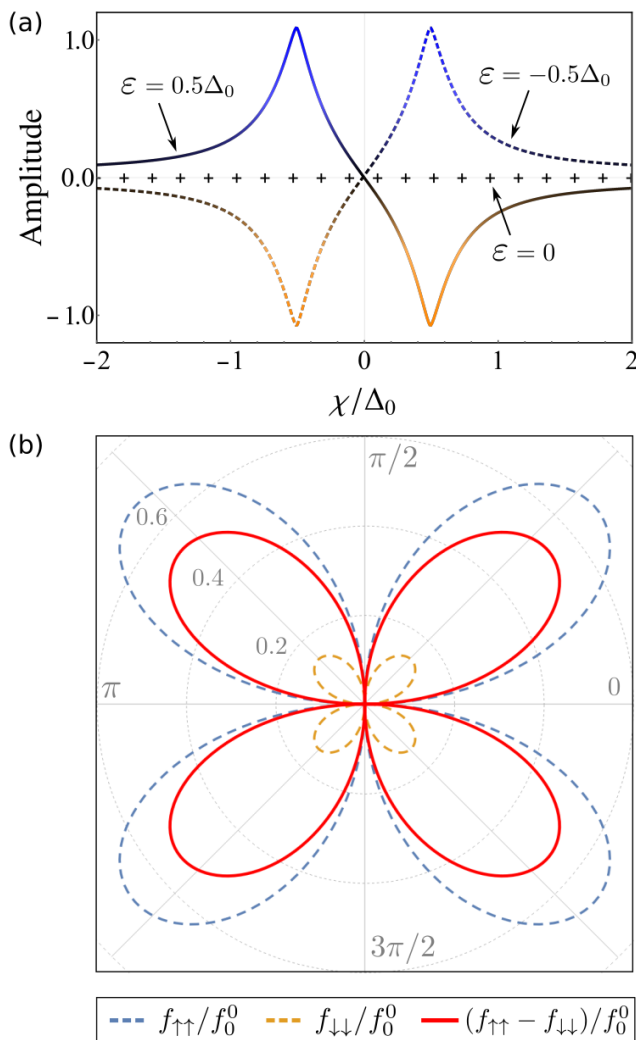 (a)
1.0
ε = 0.5Δ₀
ε = −0.5Δ₀
Amplitude
0.0
ε = 0
−1.0
−2 −1 0 1 2
χ/Δ₀
(b)
π/2
0.6
0.4
0.2
π 0
3π/2
f↑↑/f₀⁰ f↓↓/f₀⁰ (f↑↑ − f↓↓)/f₀⁰